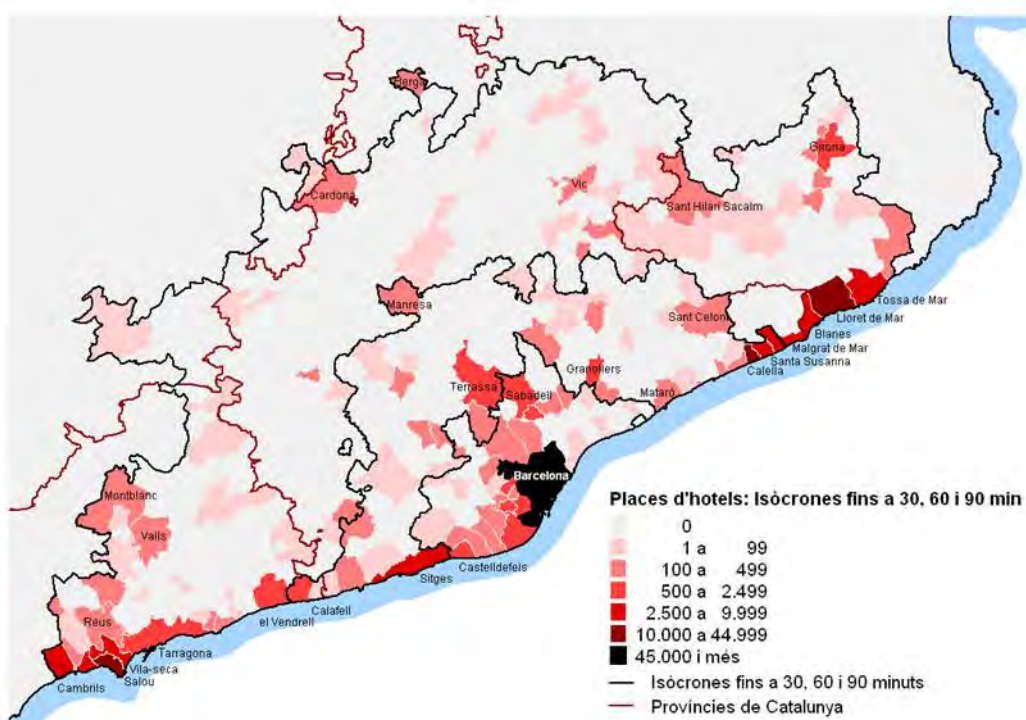 Berga
Girona
Cardona
Vic
Sant Hilari Sacalm
Manresa
Sant Celoni
Tossa de Mar
Lloret de Mar
Blanes
Malgrat de Mar
Santa Susanna
Calella
Granollers
Terrassa
Sabadell
Mataró
Barcelona
Montblanc
Valls
Castelldefels
Sitges
Calafell
el Vendrell
Reus
Tarragona
Vila-seca
Salou
Cambrils
Places d'hotels: Isòcrones fins a 30, 60 i 90 min
0
1 a 99
100 a 499
500 a 2.499
2.500 a 9.999
10.000 a 44.999
45.000 i més
Isòcrones fins a 30, 60 i 90 minuts
Províncies de Catalunya